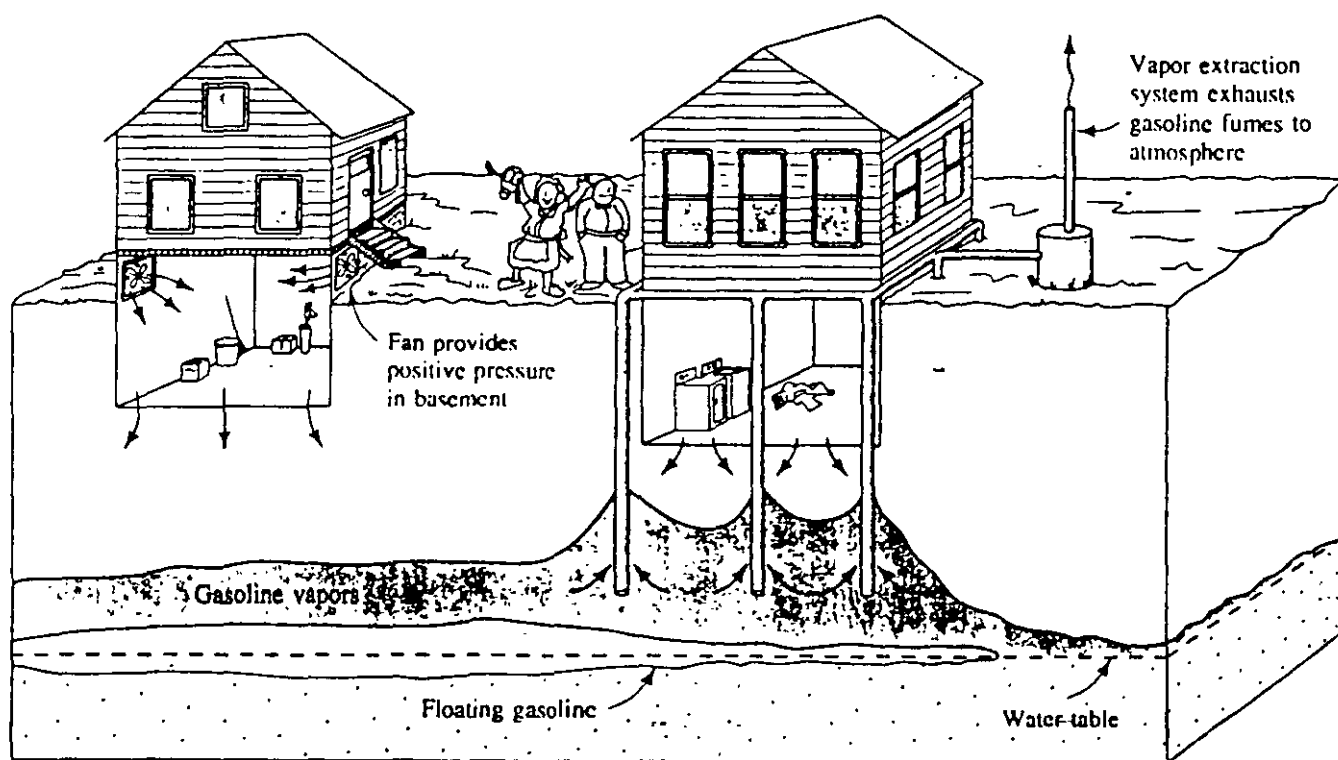 Vapor extraction
system exhausts
gasoline fumes to
atmosphere
Fan provides
positive pressure
in basement
Gasoline vapors
Floating gasoline
Water table